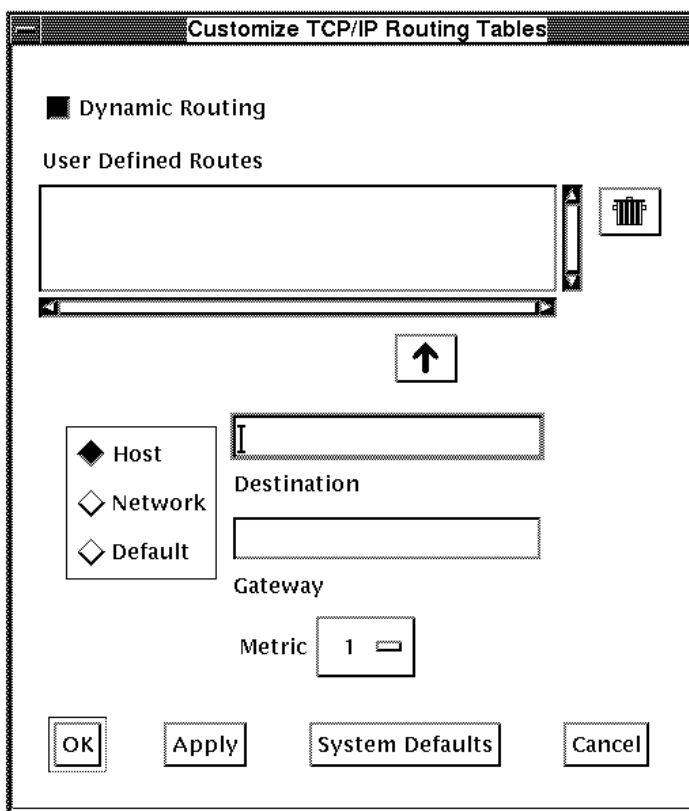 Customize TCP/IP Routing Tables
Dynamic Routing
User Defined Routes
Host
Network
Default
Destination
Gateway
Metric 1
OK Apply System Defaults Cancel